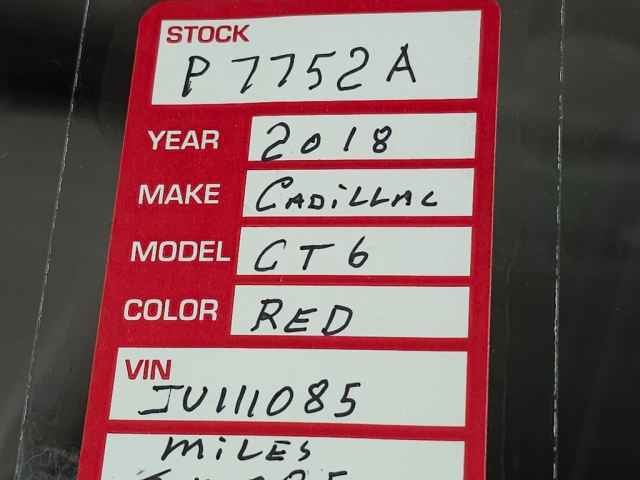 STOCK
P7752A
YEAR 2018
MAKE CADiLLAC
MODEL CT6
COLOR RED
VIN
JU111085
MiLES